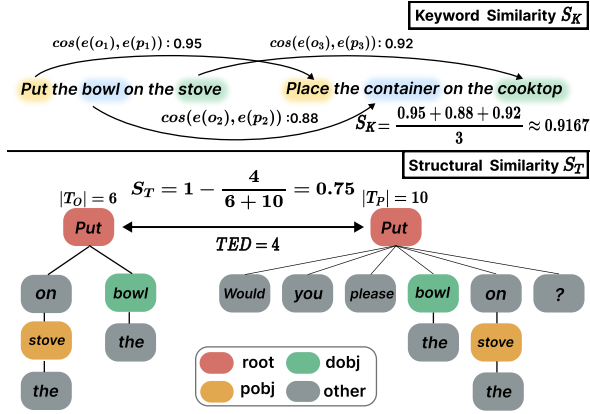 Keyword Similarity S_K
cos(e(o₁), e(p₁)) : 0.95
cos(e(o₃), e(p₃)) : 0.92
Put the bowl on the stove
Place the container on the cooktop
cos(e(o₂), e(p₂)) :0.88
S_K = (0.95 + 0.88 + 0.92) / 3 ≈ 0.9167
Structural Similarity S_T
S_T = 1 − 4 / (6 + 10) = 0.75
|T_O| = 6
|T_P| = 10
Put
Put
TED = 4
on
bowl
Would
you
please
bowl
on
?
stove
the
the
stove
the
the
root
dobj
pobj
other